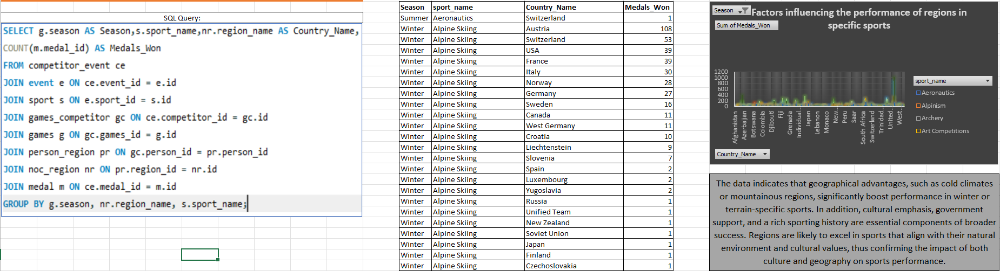 SQL Query:
SELECT g.season AS Season,s.sport_name,nr.region_name AS Country_Name,
COUNT(m.medal_id) AS Medals_Won
FROM competitor_event ce
JOIN event e ON ce.event_id = e.id
JOIN sport s ON e.sport_id = s.id
JOIN games_competitor gc ON ce.competitor_id = gc.id
JOIN games g ON gc.games_id = g.id
JOIN person_region pr ON gc.person_id = pr.person_id
JOIN noc_region nr ON pr.region_id = nr.id
JOIN medal m ON ce.medal_id = m.id
GROUP BY g.season, nr.region_name, s.sport_name;
Season sport_name Country_Name Medals_Won
Summer Aeronautics Switzerland 1
Winter Alpine Skiing Austria 108
Winter Alpine Skiing Switzerland 53
Winter Alpine Skiing USA 39
Winter Alpine Skiing France 39
Winter Alpine Skiing Italy 30
Winter Alpine Skiing Norway 28
Winter Alpine Skiing Germany 27
Winter Alpine Skiing Sweden 16
Winter Alpine Skiing Canada 11
Winter Alpine Skiing West Germany 11
Winter Alpine Skiing Croatia 10
Winter Alpine Skiing Liechtenstein 9
Winter Alpine Skiing Slovenia 7
Winter Alpine Skiing Spain 2
Winter Alpine Skiing Luxembourg 2
Winter Alpine Skiing Yugoslavia 2
Winter Alpine Skiing Russia 1
Winter Alpine Skiing Unified Team 1
Winter Alpine Skiing New Zealand 1
Winter Alpine Skiing Soviet Union 1
Winter Alpine Skiing Japan 1
Winter Alpine Skiing Finland 1
Winter Alpine Skiing Czechoslovakia 1
Season
Factors influencing the performance of regions in
specific sports
Sum of Medals_Won
1200
1000
800
600
400
200
0
Afghanistan
Azerbaijan
Botswana
Colombia
Djibouti
Fiji
Grenada
Individual...
Japan
Lebanon
Monaco
New...
Peru
Saar
South Africa
Switzerland
Trinidad...
United...
West...
sport_name
Aeronautics
Alpinism
Archery
Art Competitions
Country_Name
The data indicates that geographical advantages, such as cold climates
or mountainous regions, significantly boost performance in winter or
terrain-specific sports. In addition, cultural emphasis, government
support, and a rich sporting history are essential components of broader
success. Regions are likely to excel in sports that align with their natural
environment and cultural values, thus confirming the impact of both
culture and geography on sports performance.